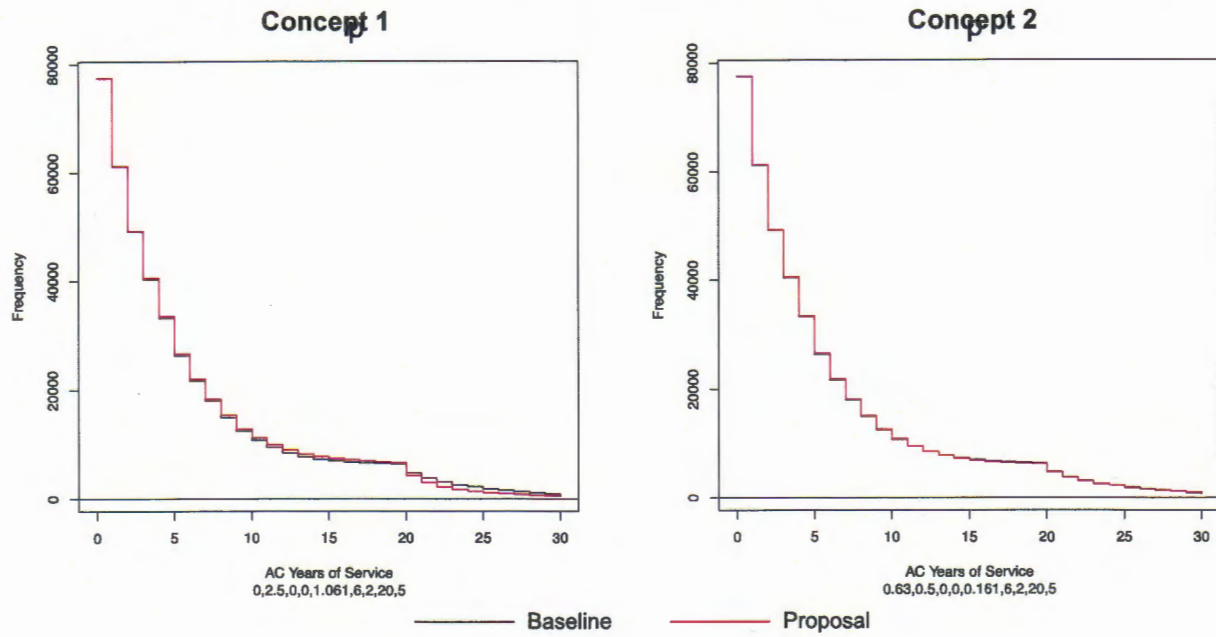 Concept 1
Concept 2
p
p
Frequency
80000
60000
40000
20000
0
0 5 10 15 20 25 30
AC Years of Service
0,2.5,0,0,1.061,6,2,20,5
Frequency
80000
60000
40000
20000
0
0 5 10 15 20 25 30
AC Years of Service
0.63,0.5,0,0,0.161,6,2,20,5
Baseline
Proposal